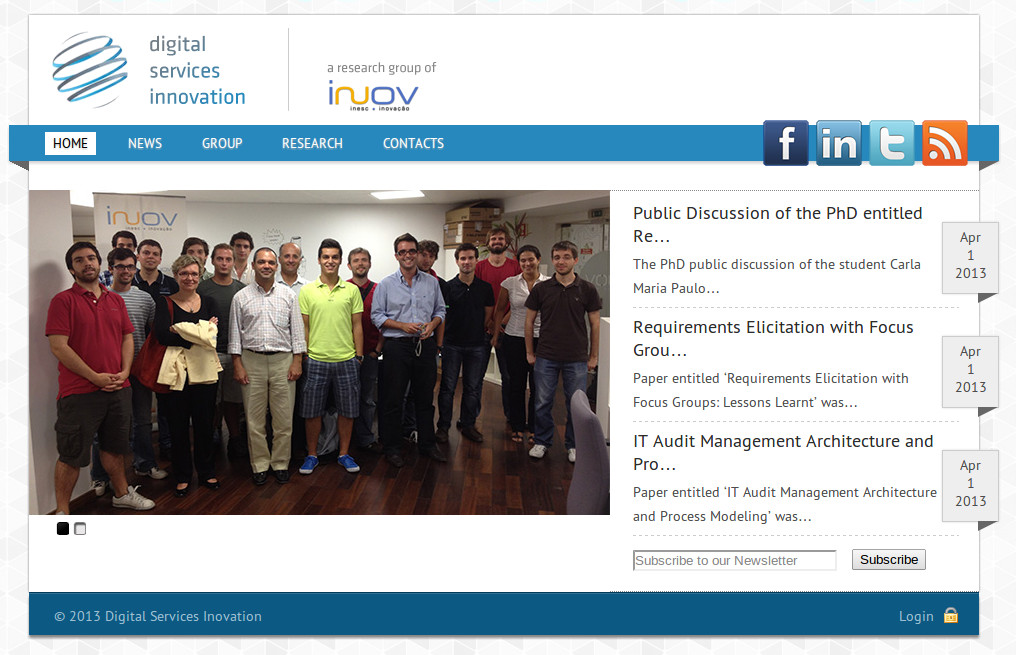 digital
services
innovation
a research group of
inov
inesc • inovação
HOME NEWS GROUP RESEARCH CONTACTS
f in t
inov
inesc • inovação
Public Discussion of the PhD entitled
Re...
The PhD public discussion of the student Carla
Maria Paulo...
Apr
1
2013
Requirements Elicitation with Focus
Grou...
Paper entitled ‘Requirements Elicitation with
Focus Groups: Lessons Learnt’ was...
Apr
1
2013
IT Audit Management Architecture and
Pro...
Paper entitled ‘IT Audit Management Architecture
and Process Modeling’ was...
Apr
1
2013
Subscribe to our Newsletter Subscribe
© 2013 Digital Services Inovation
Login